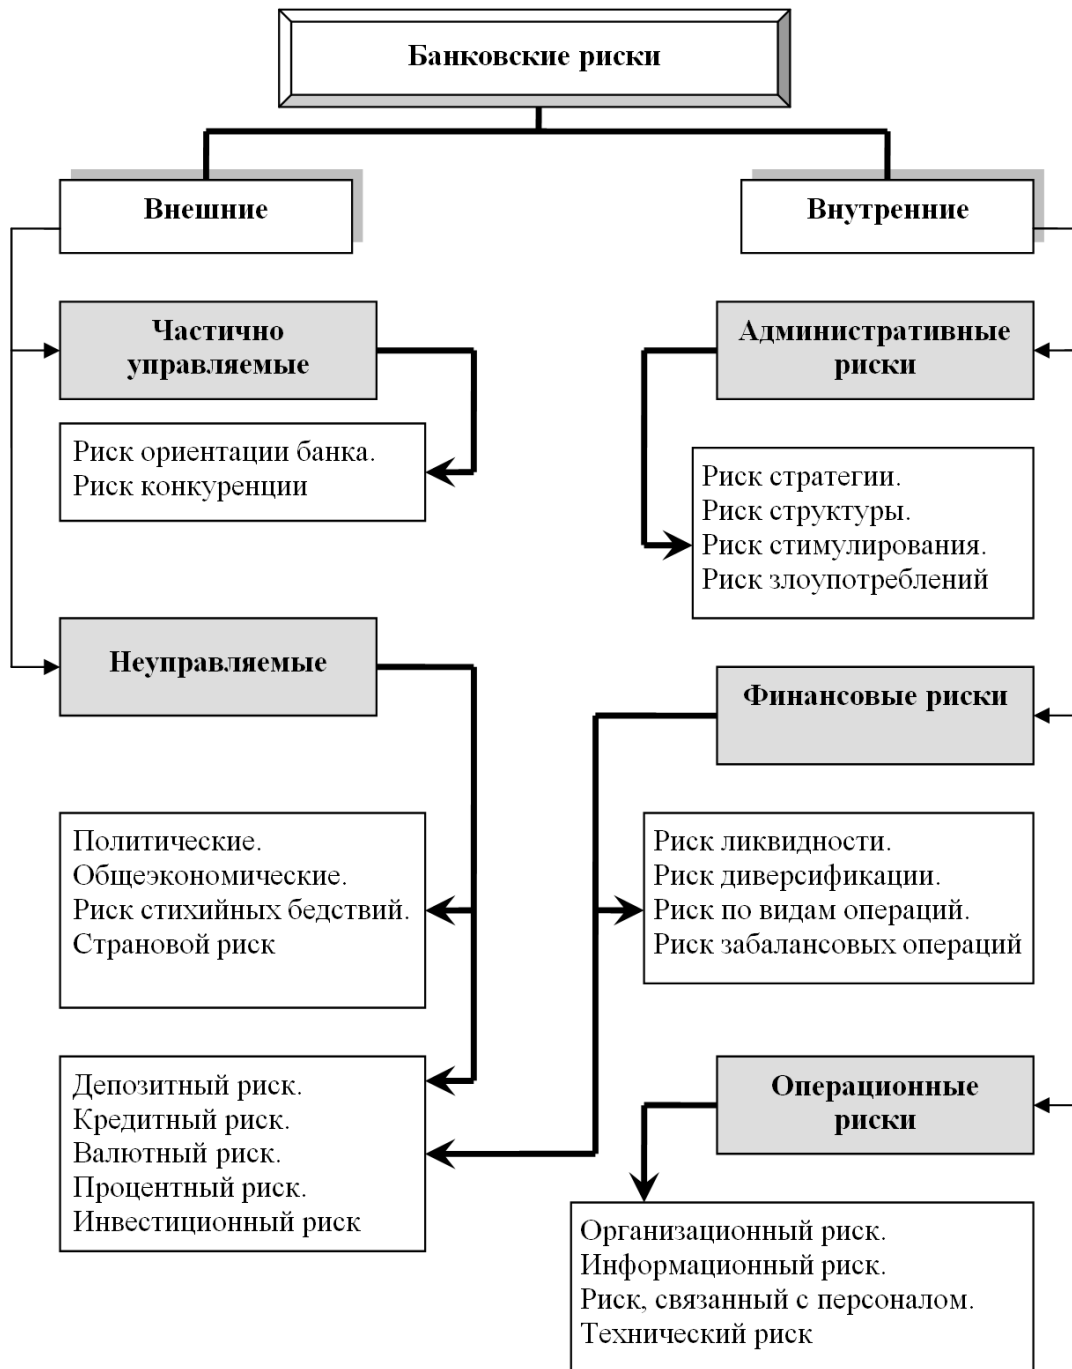 Банковские риски
Внешние
Внутренние
Частично
управляемые
Административные
риски
Риск ориентации банка.
Риск конкуренции
Риск стратегии.
Риск структуры.
Риск стимулирования.
Риск злоупотреблений
Неуправляемые
Финансовые риски
Политические.
Общеэкономические.
Риск стихийных бедствий.
Страновой риск
Риск ликвидности.
Риск диверсификации.
Риск по видам операций.
Риск забалансовых операций
Депозитный риск.
Кредитный риск.
Валютный риск.
Процентный риск.
Инвестиционный риск
Операционные
риски
Организационный риск.
Информационный риск.
Риск, связанный с персоналом.
Технический риск